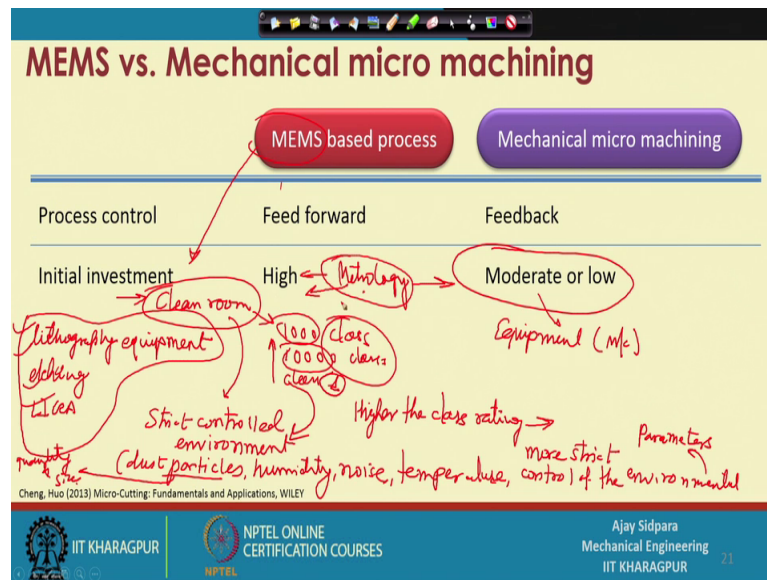 MEMS vs. Mechanical micro machining
MEMS based process
Mechanical micro machining
Process control
Feed forward
Feedback
Initial investment
High
Metrology
Moderate or low
Clean room
1000 class
Equipment (M/c)
lithography equipment
10000 class
etching
clean
LIGA
Strict controlled
environment
Higher the class rating →
more strict
Parameters
(dust particles, humidity, noise, temperature, control of the environmental
quantity
size
Cheng, Huo (2013) Micro-Cutting: Fundamentals and Applications, WILEY
IIT KHARAGPUR
NPTEL
NPTEL ONLINE
CERTIFICATION COURSES
Ajay Sidpara
Mechanical Engineering
IIT KHARAGPUR
21